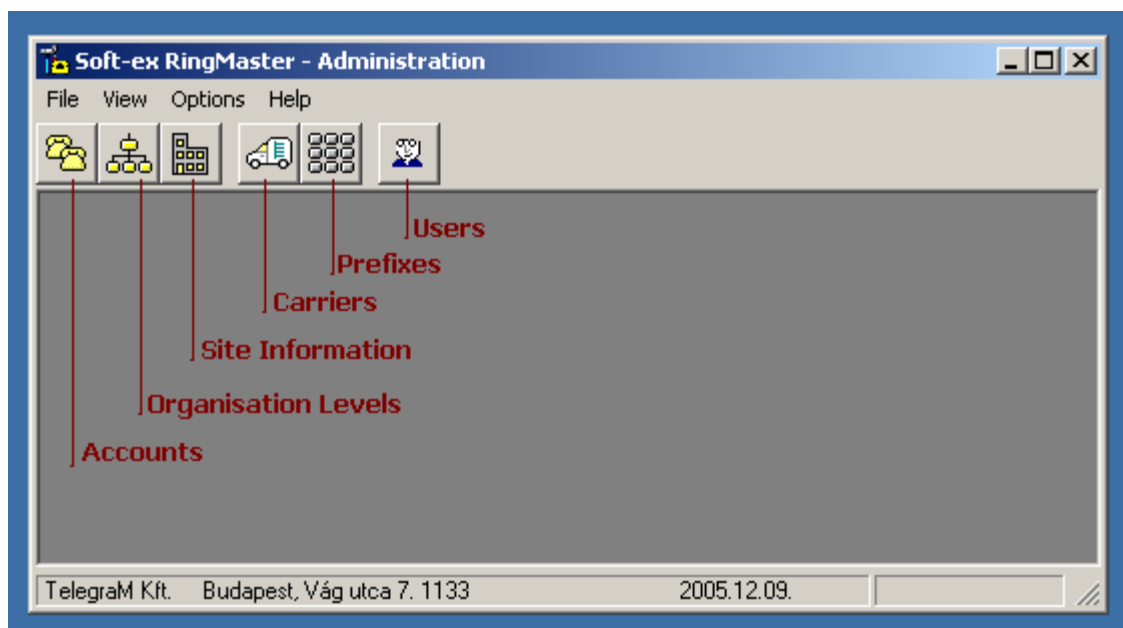 Soft-ex RingMaster - Administration
File View Options Help
Users
Prefixes
Carriers
Site Information
Organisation Levels
Accounts
TelegraM Kft. Budapest, Vág utca 7. 1133 2005.12.09.